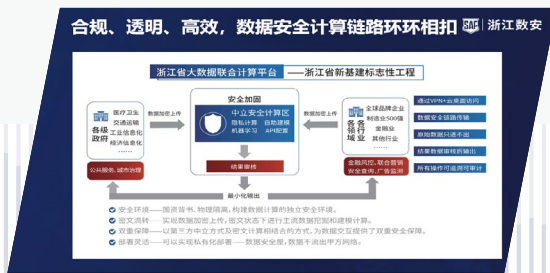 合规、透明、高效，数据安全计算链路环环相扣
浙江数安
浙江省大数据联合计算平台 ——浙江省新基建标志性工程
各级
政府
医疗卫生
交通运输
工业信息化
经济信息化
……
公共服务、城市治理
数据加密上传
安全加固
中立安全计算区
隐私计算 自助建模
机器学习 API配置
结果审核
最小化输出
数据加密上传
各行
领域
各业
全球品牌企业
制造业500强
金融业
其他行业
……
金融风控、联合营销
安全查询、广告监测
通过VPN+云桌面访问
数据安全链路传输
原始数据只进不出
结果数据审核后输出
所有操作可追溯可审计
安全环境——国资背书、物理隔离，构建数据计算的独立安全环境。
密文流转——实现数据加密上传，密文状态下进行主流数据挖掘和建模计算。
双重保障——以第三方中立方式及密文计算相结合的方式，为数据交互提供了双重安全保障。
部署灵活——可以实现私有化部署——数据安全屋，数据不流出甲方网络。